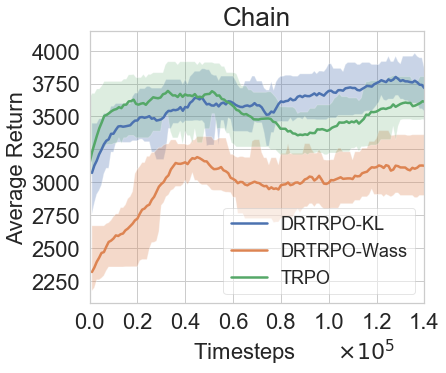 Chain
Average Return
4000
3750
3500
3250
3000
2750
2500
2250
DRTRPO-KL
DRTRPO-Wass
TRPO
0.0 0.2 0.4 0.6 0.8 1.0 1.2 1.4
Timesteps ×10⁵